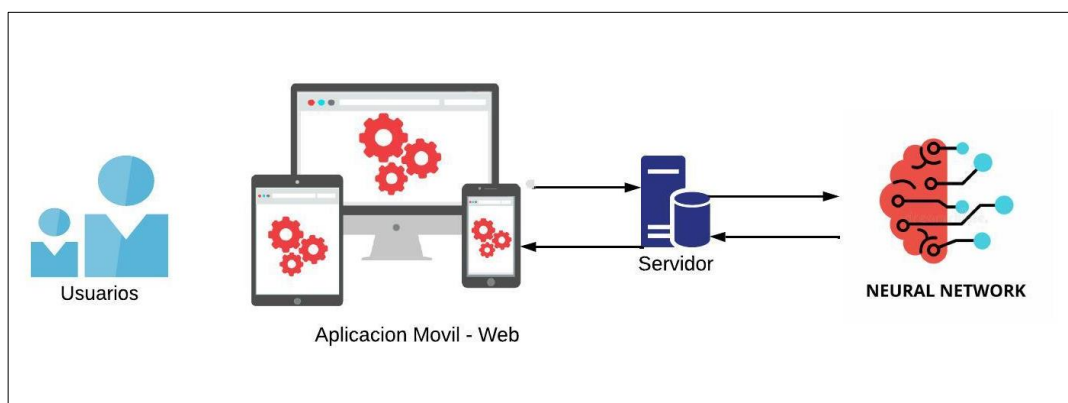 Usuarios
Aplicacion Movil - Web
Servidor
NEURAL NETWORK